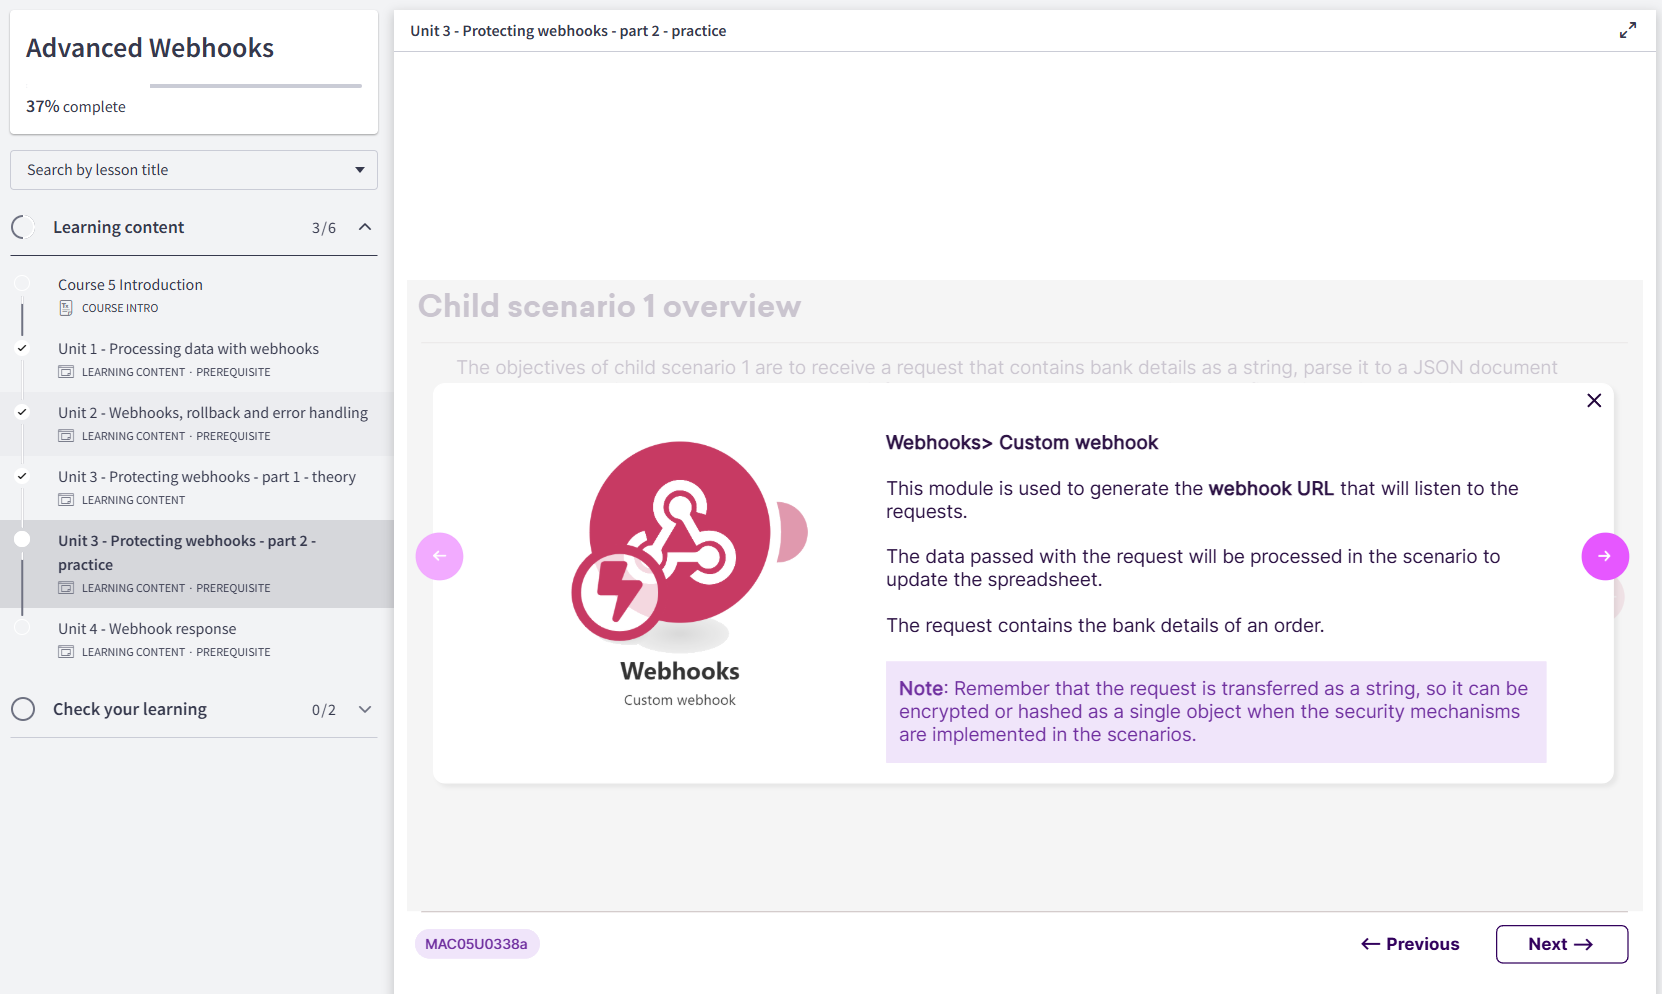 Advanced Webhooks
37% complete
Search by lesson title
Learning content 3/6
Course 5 Introduction
COURSE INTRO
Unit 1 - Processing data with webhooks
LEARNING CONTENT · PREREQUISITE
Unit 2 - Webhooks, rollback and error handling
LEARNING CONTENT · PREREQUISITE
Unit 3 - Protecting webhooks - part 1 - theory
LEARNING CONTENT
Unit 3 - Protecting webhooks - part 2 -
practice
LEARNING CONTENT · PREREQUISITE
Unit 4 - Webhook response
LEARNING CONTENT · PREREQUISITE
Check your learning 0/2
Unit 3 - Protecting webhooks - part 2 - practice
Child scenario 1 overview
The objectives of child scenario 1 are to receive a request that contains bank details as a string, parse it to a JSON document
Webhooks
Custom webhook
Webhooks> Custom webhook
This module is used to generate the webhook URL that will listen to the
requests.
The data passed with the request will be processed in the scenario to
update the spreadsheet.
The request contains the bank details of an order.
Note: Remember that the request is transferred as a string, so it can be
encrypted or hashed as a single object when the security mechanisms
are implemented in the scenarios.
MAC05U0338a
← Previous
Next →